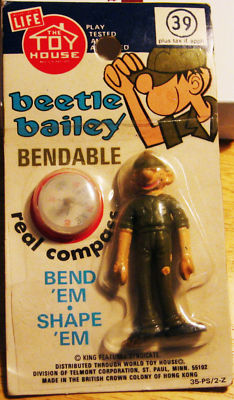 LIFE
THE
TOY
HOUSE
PLAY
TESTED
39
plus tax if appl
beetle
bailey
BENDABLE
real compass
BEND
'EM
•
SHAPE
'EM
© KING FEATURES SYNDICATE
DISTRIBUTED THROUGH WORLD TOY HOUSE®
DIVISION OF TELMONT CORPORATION, ST. PAUL, MINN. 55102
MADE IN THE BRITISH CROWN COLONY OF HONG KONG
35-PS/2-Z